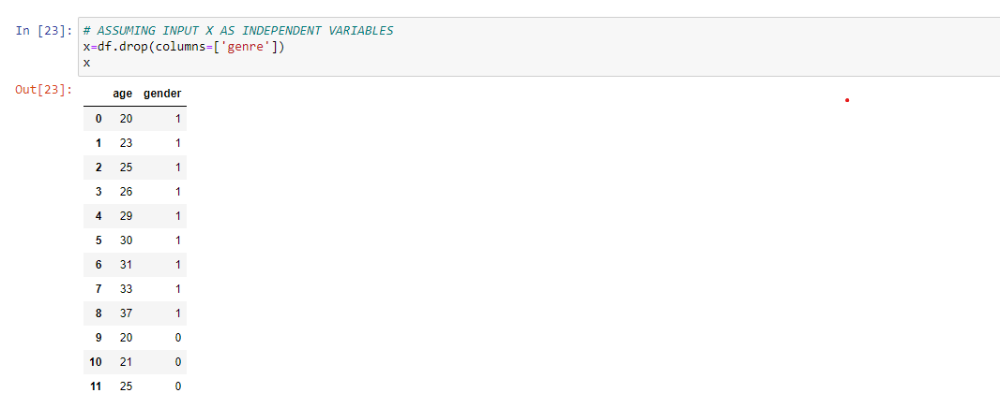 In [23]: # ASSUMING INPUT X AS INDEPENDENT VARIABLES
x=df.drop(columns=['genre'])
x
Out[23]:
age gender
0 20 1
1 23 1
2 25 1
3 26 1
4 29 1
5 30 1
6 31 1
7 33 1
8 37 1
9 20 0
10 21 0
11 25 0